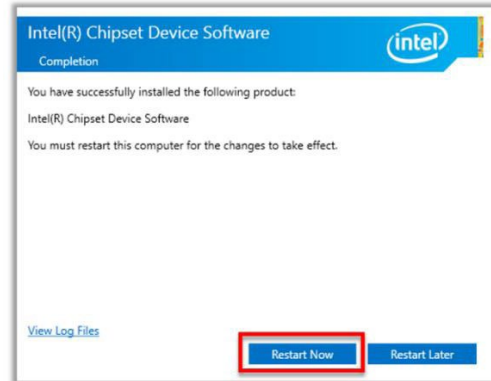 Intel(R) Chipset Device Software
intel
Completion
You have successfully installed the following product:
Intel(R) Chipset Device Software
You must restart this computer for the changes to take effect.
View Log Files
Restart Now
Restart Later